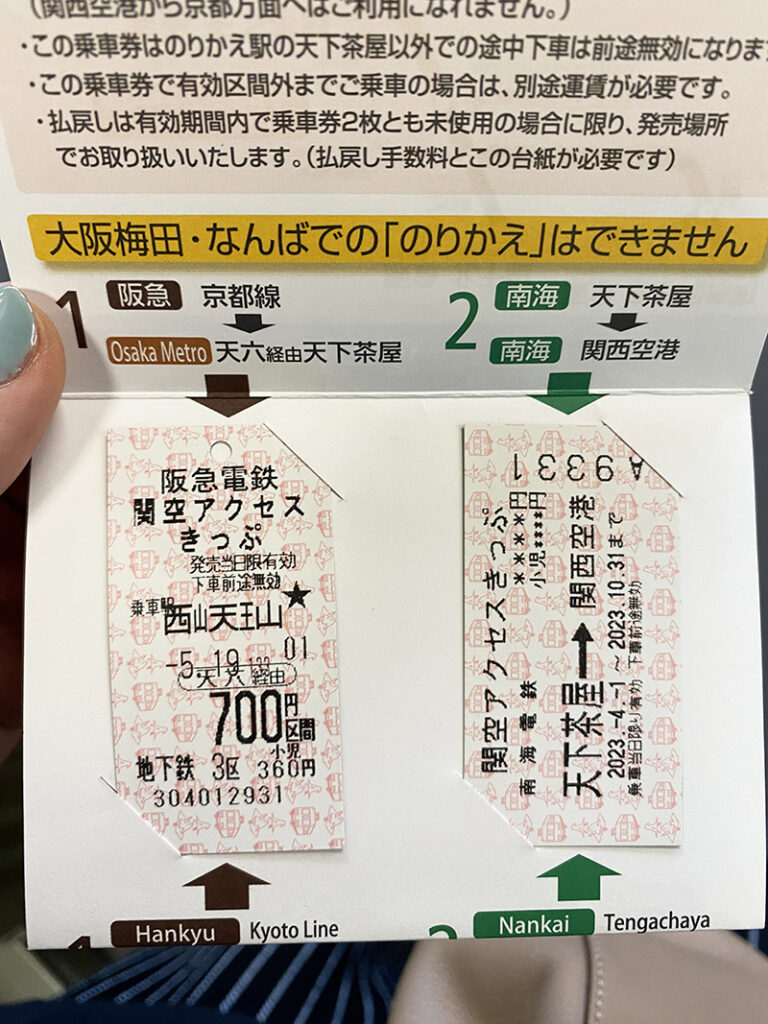 (関西空港から京都方面へはご利用になれません。)
・この乗車券はのりかえ駅の天下茶屋以外での途中下車は前途無効になりま
・この乗車券で有効区間外までご乗車の場合は、別途運賃が必要です。
・払戻しは有効期間内で乗車券2枚とも未使用の場合に限り、発売場所
でお取り扱いいたします。(払戻し手数料とこの台紙が必要です)
大阪梅田・なんばでの「のりかえ」はできません
1 阪急 京都線
Osaka Metro 天六経由天下茶屋
2 南海 天下茶屋
南海 関西空港
阪急電鉄
関空アクセス
きっぷ
発売当日限有効
下車前途無効
乗車駅 西山天王山 ★
-5.19 01
天六経由
700円
区間
小児
地下鉄 3区 360円
304012931
A 9339 1
関空アクセスきっぷ
****円
小児****円
南海電鉄
天下茶屋→関西空港
2023.-4.-1～2023.10.31まで
乗車当日限り有効 下車前途無効
1 Hankyu Kyoto Line
2 Nankai Tengachaya